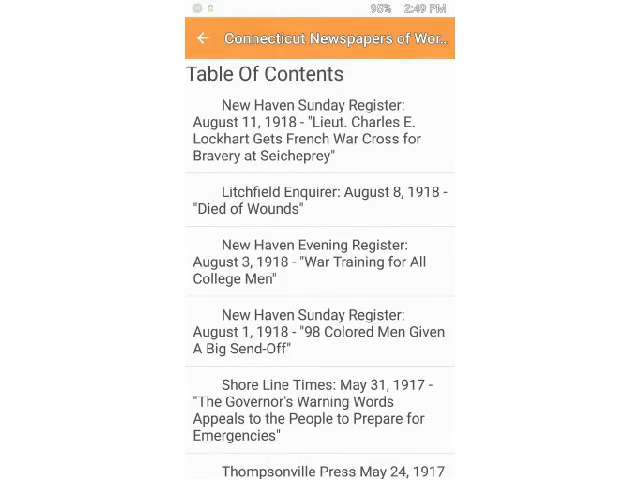 98% 2:49 PM
Connecticut Newspapers of Wor...
Table Of Contents
New Haven Sunday Register:
August 11, 1918 - "Lieut. Charles E.
Lockhart Gets French War Cross for
Bravery at Seicheprey"
Litchfield Enquirer: August 8, 1918 -
"Died of Wounds"
New Haven Evening Register:
August 3, 1918 - "War Training for All
College Men"
New Haven Sunday Register:
August 1, 1918 - "98 Colored Men Given
A Big Send-Off"
Shore Line Times: May 31, 1917 -
"The Governor's Warning Words
Appeals to the People to Prepare for
Emergencies"
Thompsonville Press May 24, 1917